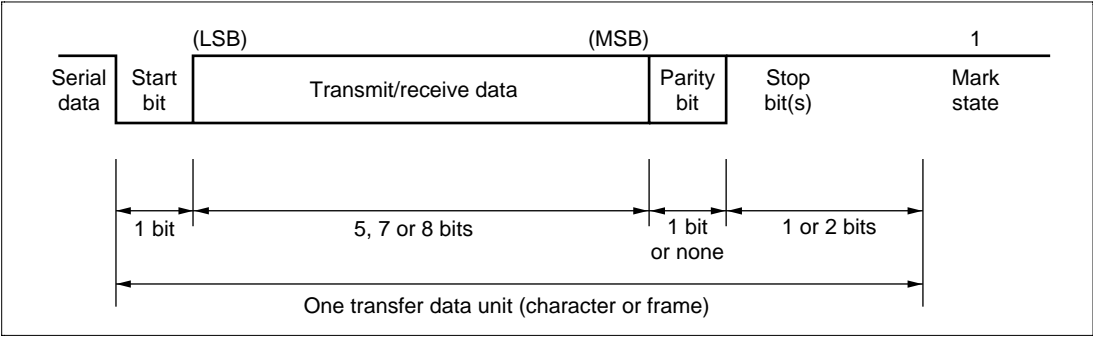 (LSB)
(MSB)
1
Serial
data
Start
bit
Transmit/receive data
Parity
bit
Stop
bit(s)
Mark
state
1 bit
5, 7 or 8 bits
1 bit
or none
1 or 2 bits
One transfer data unit (character or frame)